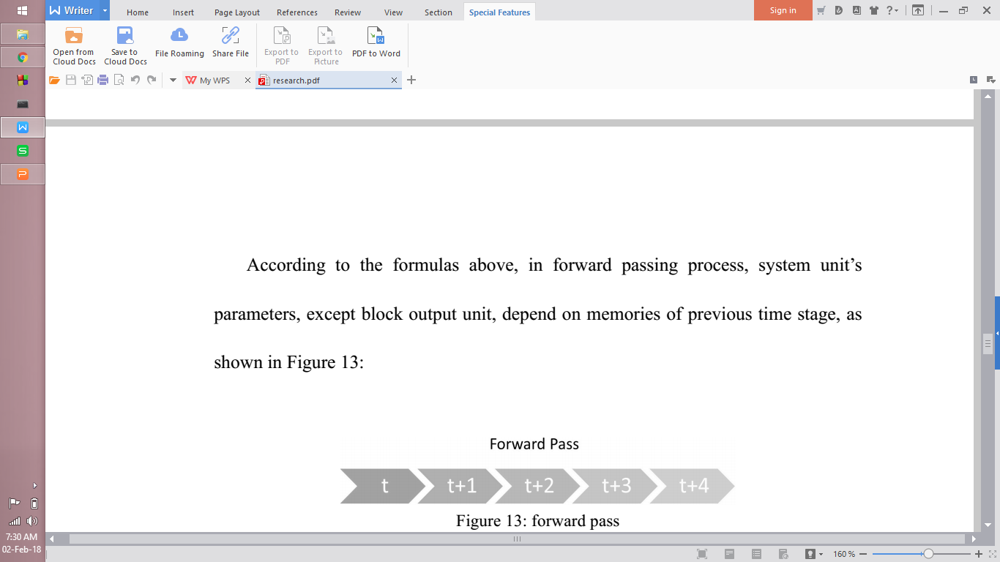 Writer
Home Insert Page Layout References Review View Section Special Features
Sign in
Open from Cloud Docs
Save to Cloud Docs
File Roaming
Share File
Export to PDF
Export to Picture
PDF to Word
My WPS
research.pdf
According to the formulas above, in forward passing process, system unit’s
parameters, except block output unit, depend on memories of previous time stage, as
shown in Figure 13:
Forward Pass
t t+1 t+2 t+3 t+4
Figure 13: forward pass
7:30 AM
02-Feb-18
160 %